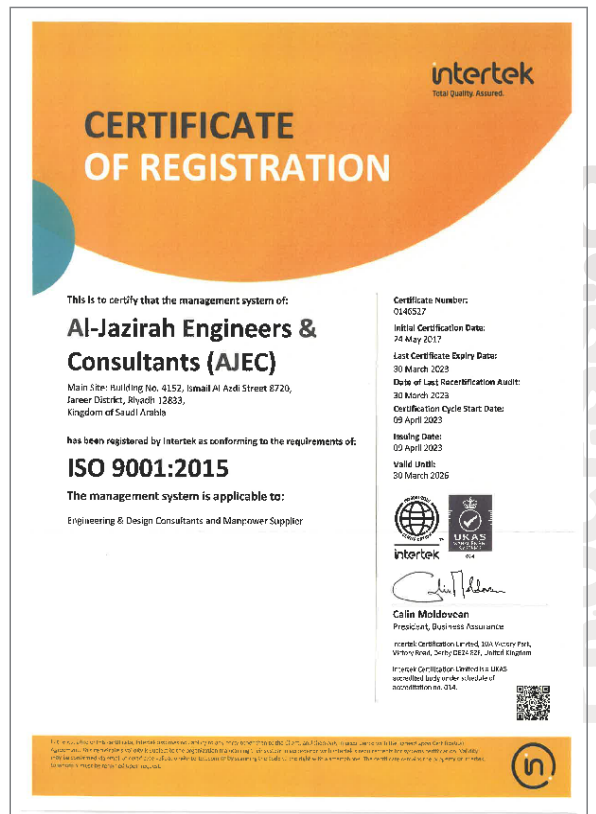 intertek
Total Quality. Assured.
CERTIFICATE
OF REGISTRATION
This is to certify that the management system of:
Al-Jazirah Engineers &
Consultants (AJEC)
Main Site: Building No. 4152, Ismail Al Azdi Street 8720,
Jareer District, Riyadh 12833,
Kingdom of Saudi Arabia
has been registered by Intertek as conforming to the requirements of:
ISO 9001:2015
The management system is applicable to:
Engineering & Design Consultants and Manpower Supplier
Certificate Number:
0146527
Initial Certification Date:
24 May 2017
Last Certificate Expiry Date:
30 March 2023
Date of Last Recertification Audit:
30 March 2023
Certification Cycle Start Date:
09 April 2023
Issuing Date:
09 April 2023
Valid Until:
30 March 2026
intertek
UKAS
014
Calin Moldovean
President, Business Assurance
Intertek Certification Limited, 10A Victory Park,
Victory Road, Derby DE24 8ZF, United Kingdom
Intertek Certification Limited is a UKAS
accredited body under schedule of
accreditation no. 014.
in